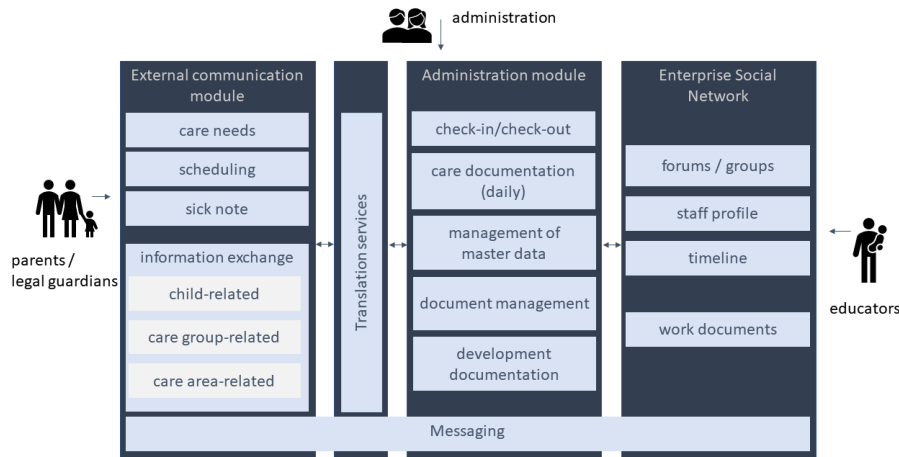 administration
External communication
module
care needs
scheduling
sick note
information exchange
child-related
care group-related
care area-related
parents /
legal guardians
Translation services
Administration module
check-in/check-out
care documentation
(daily)
management of
master data
document management
development
documentation
Enterprise Social
Network
forums / groups
staff profile
timeline
work documents
educators
Messaging